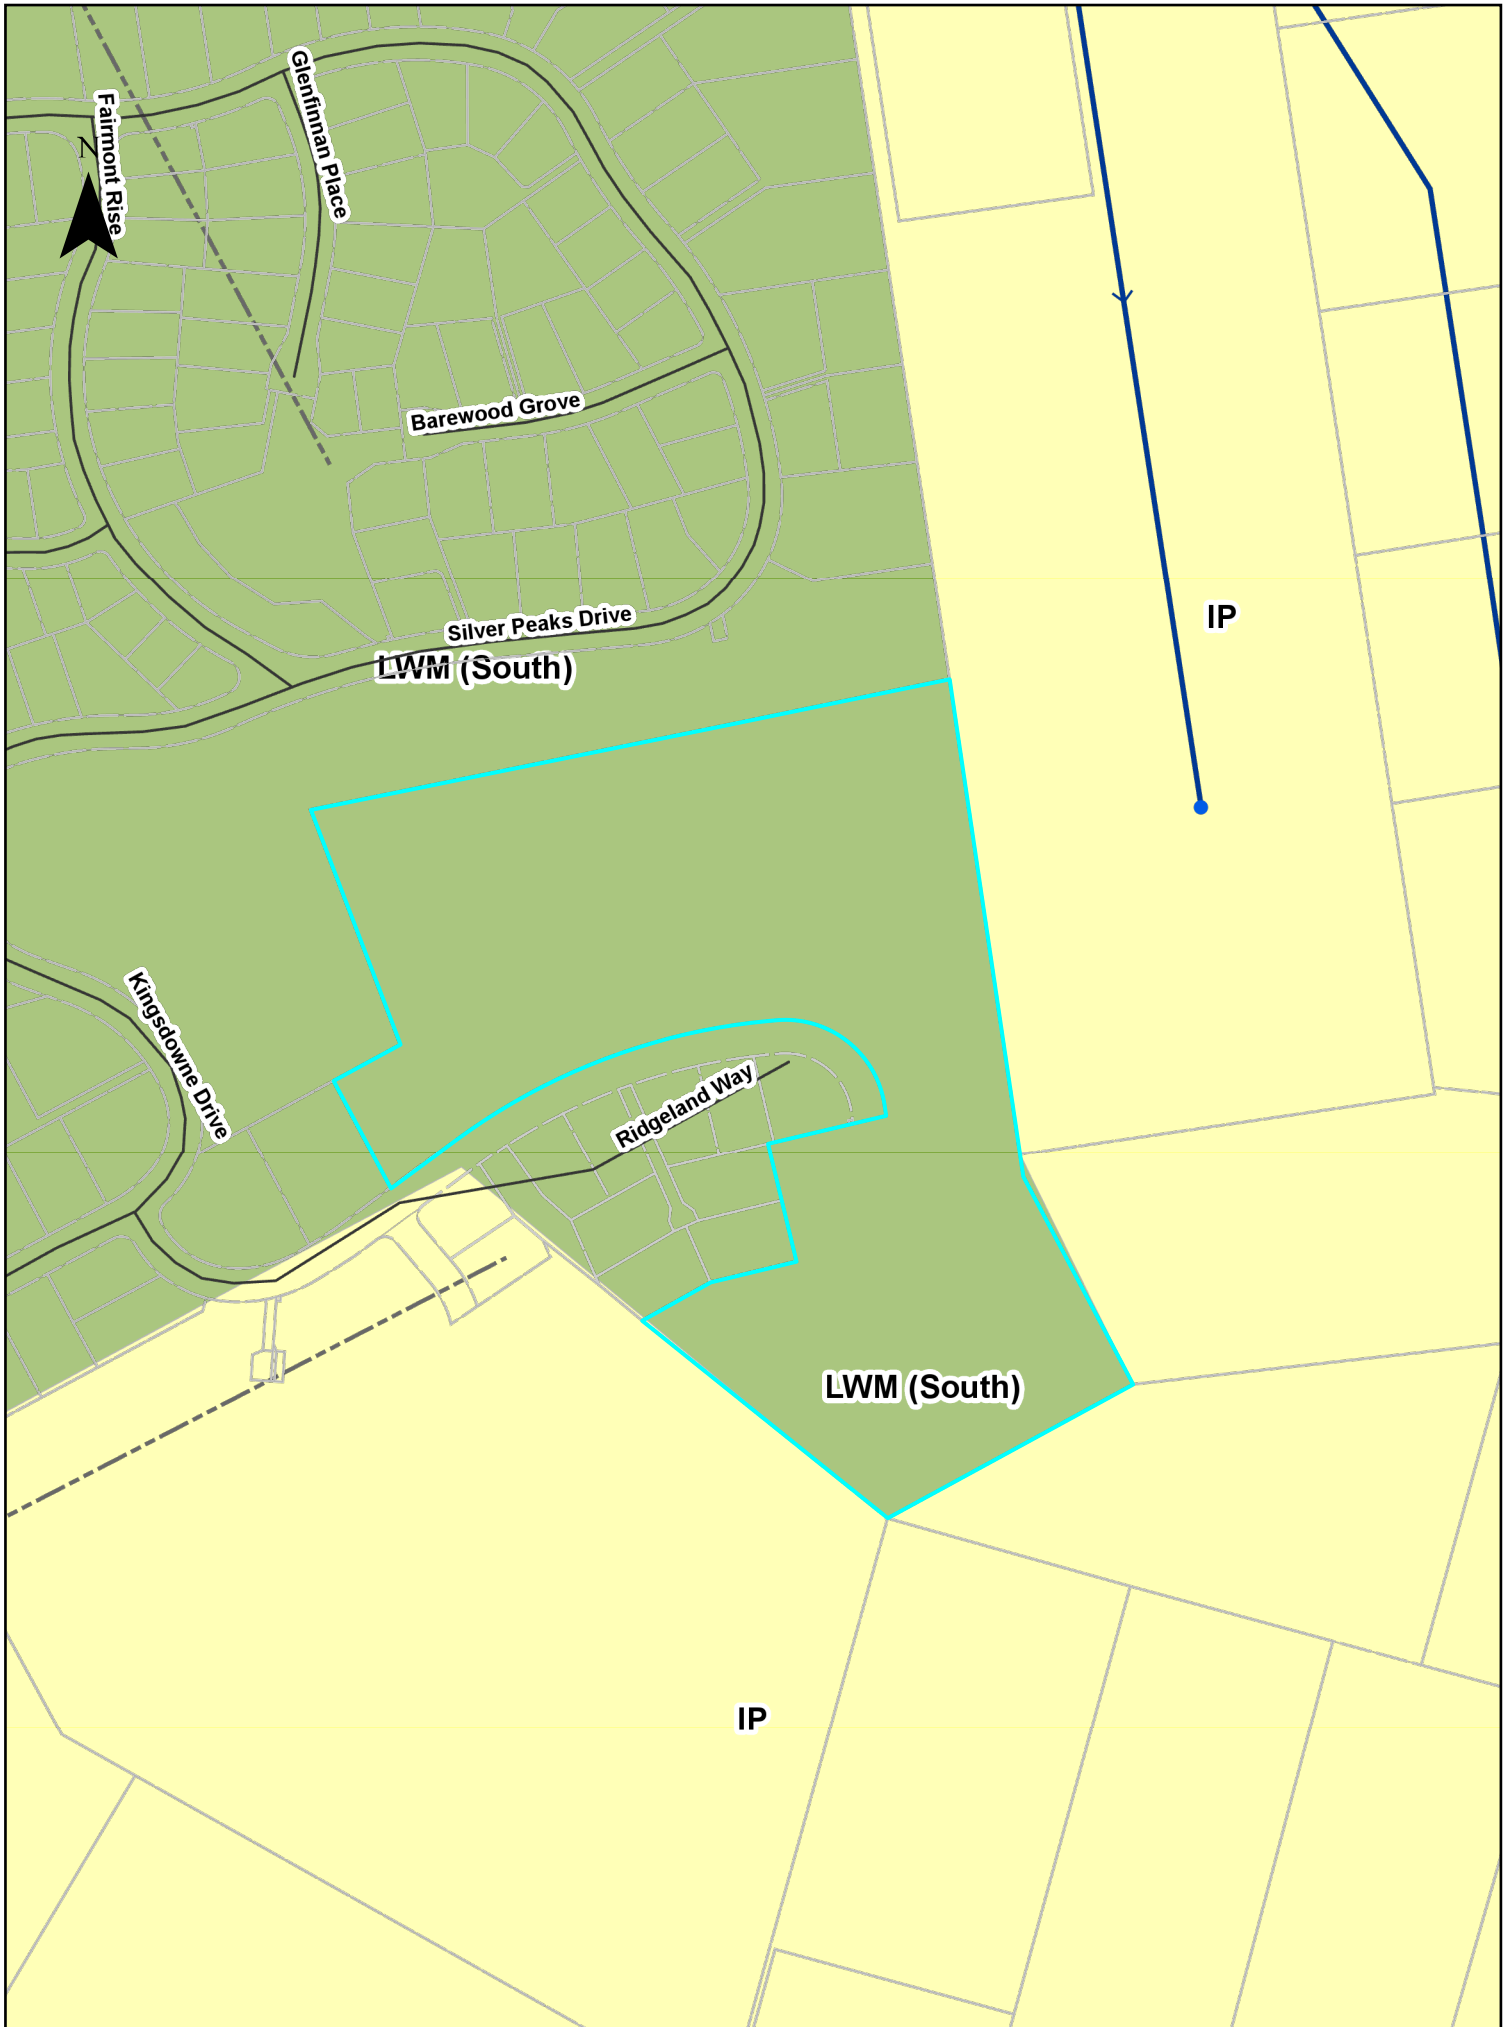 Glenfinnan Place
Fairmont Rise
N
Barewood Grove
IP
Silver Peaks Drive
LWM (South)
Kingsdowne Drive
Ridgeland Way
LWM (South)
IP